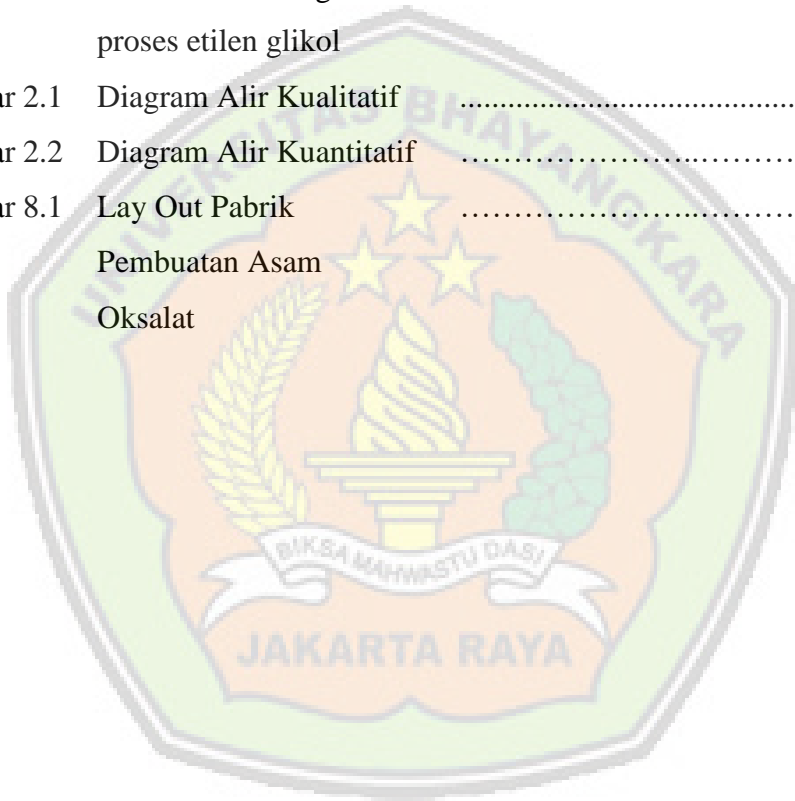 proses etilen glikol
ar 2.1 Diagram Alir Kualitatif ......................................
ar 2.2 Diagram Alir Kuantitatif …………………..………
ar 8.1 Lay Out Pabrik …………………..………
Pembuatan Asam
Oksalat
UNIVERSITAS BHAYANGKARA
BIKSA MAHWASTU DASI
JAKARTA RAYA